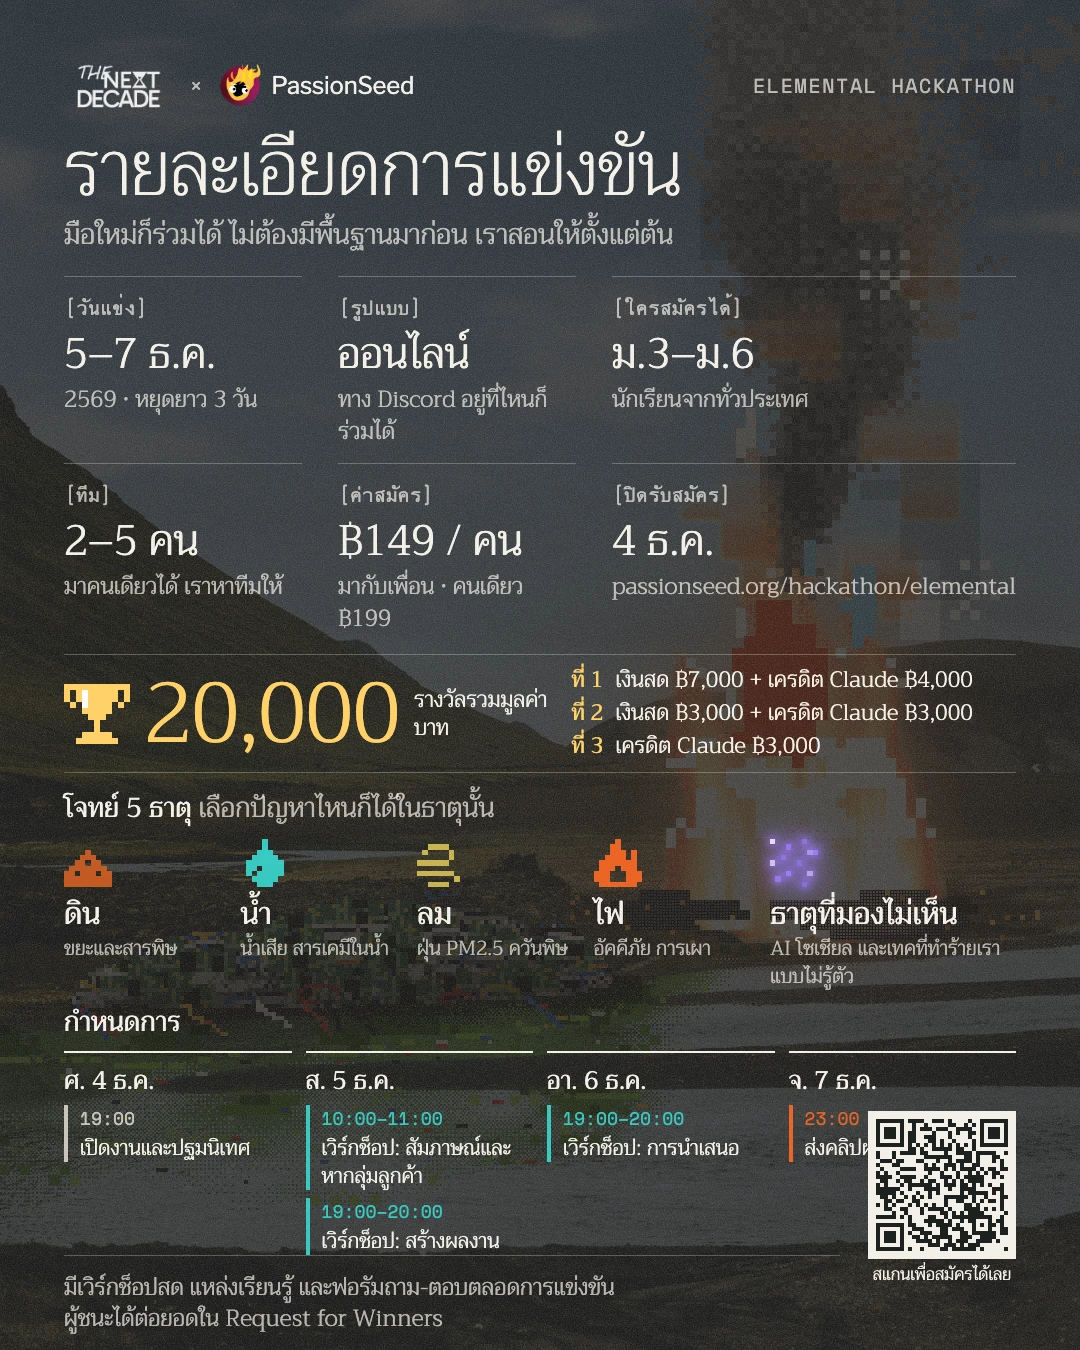 THE NEXT DECADE × PassionSeed
ELEMENTAL HACKATHON
รายละเอียดการแข่งขัน
มือใหม่ก็ร่วมได้ ไม่ต้องมีพื้นฐานมาก่อน เราสอนให้ตั้งแต่ต้น
[วันแข่ง]
5–7 ธ.ค.
2569 · หยุดยาว 3 วัน
[รูปแบบ]
ออนไลน์
ทาง Discord อยู่ที่ไหนก็
ร่วมได้
[ใครสมัครได้]
ม.3–ม.6
นักเรียนจากทั่วประเทศ
[ทีม]
2–5 คน
มาคนเดียวได้ เราหาทีมให้
[ค่าสมัคร]
฿149 / คน
มากับเพื่อน · คนเดียว
฿199
[ปิดรับสมัคร]
4 ธ.ค.
passionseed.org/hackathon/elemental
20,000
รางวัลรวมมูลค่า
บาท
ที่ 1 เงินสด ฿7,000 + เครดิต Claude ฿4,000
ที่ 2 เงินสด ฿3,000 + เครดิต Claude ฿3,000
ที่ 3 เครดิต Claude ฿3,000
โจทย์ 5 ธาตุ เลือกปัญหาไหนก็ได้ในธาตุนั้น
ดิน
ขยะและสารพิษ
น้ำ
น้ำเสีย สารเคมีในน้ำ
ลม
ฝุ่น PM2.5 ควันพิษ
ไฟ
อัคคีภัย การเผา
ธาตุที่มองไม่เห็น
AI โซเชียล และเทคที่ทำร้ายเรา
แบบไม่รู้ตัว
กำหนดการ
ศ. 4 ธ.ค.
19:00
เปิดงานและปฐมนิเทศ
ส. 5 ธ.ค.
10:00–11:00
เวิร์กช็อป: สัมภาษณ์และ
หากลุ่มลูกค้า
19:00–20:00
เวิร์กช็อป: สร้างผลงาน
อา. 6 ธ.ค.
19:00–20:00
เวิร์กช็อป: การนำเสนอ
จ. 7 ธ.ค.
23:00
ส่งคลิป
สแกนเพื่อสมัครได้เลย
มีเวิร์กช็อปสด แหล่งเรียนรู้ และฟอรัมถาม-ตอบตลอดการแข่งขัน
ผู้ชนะได้ต่อยอดใน Request for Winners